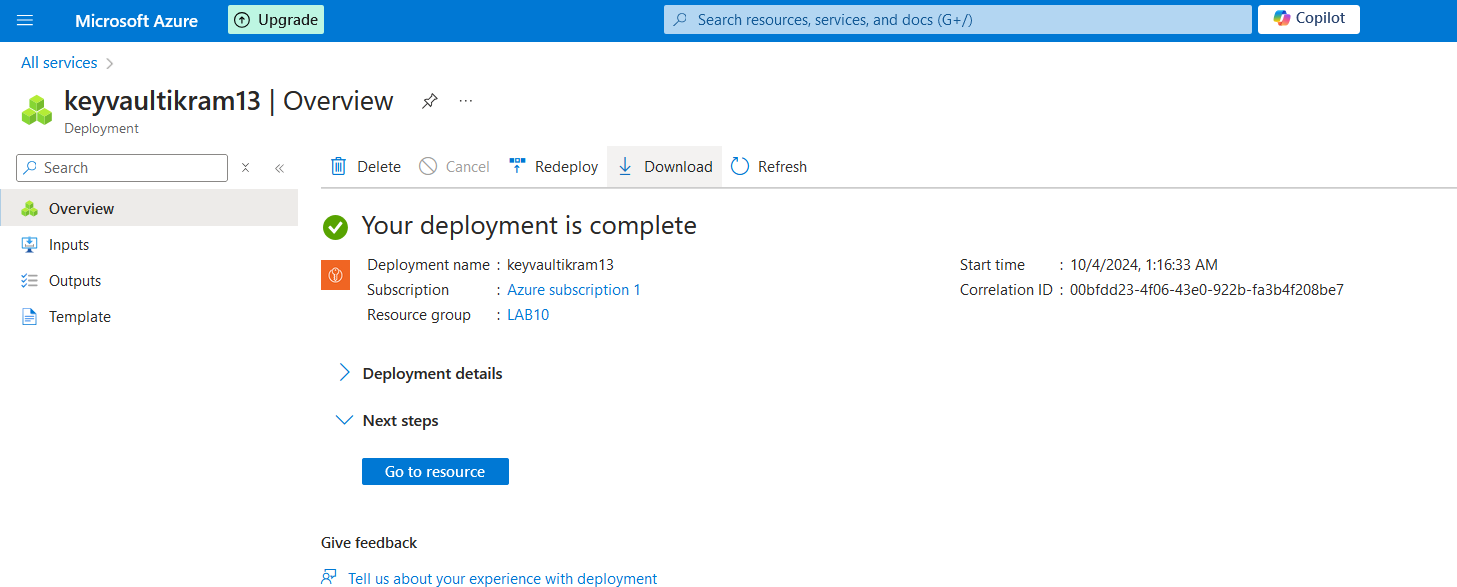 Microsoft Azure Upgrade Search resources, services, and docs (G+/) Copilot
All services
keyvaultikram13 | Overview
Deployment
Search
Delete Cancel Redeploy Download Refresh
Overview
Inputs
Outputs
Template
Your deployment is complete
Deployment name : keyvaultikram13
Subscription : Azure subscription 1
Resource group : LAB10
Start time : 10/4/2024, 1:16:33 AM
Correlation ID : 00bfdd23-4f06-43e0-922b-fa3b4f208be7
Deployment details
Next steps
Go to resource
Give feedback
Tell us about your experience with deployment